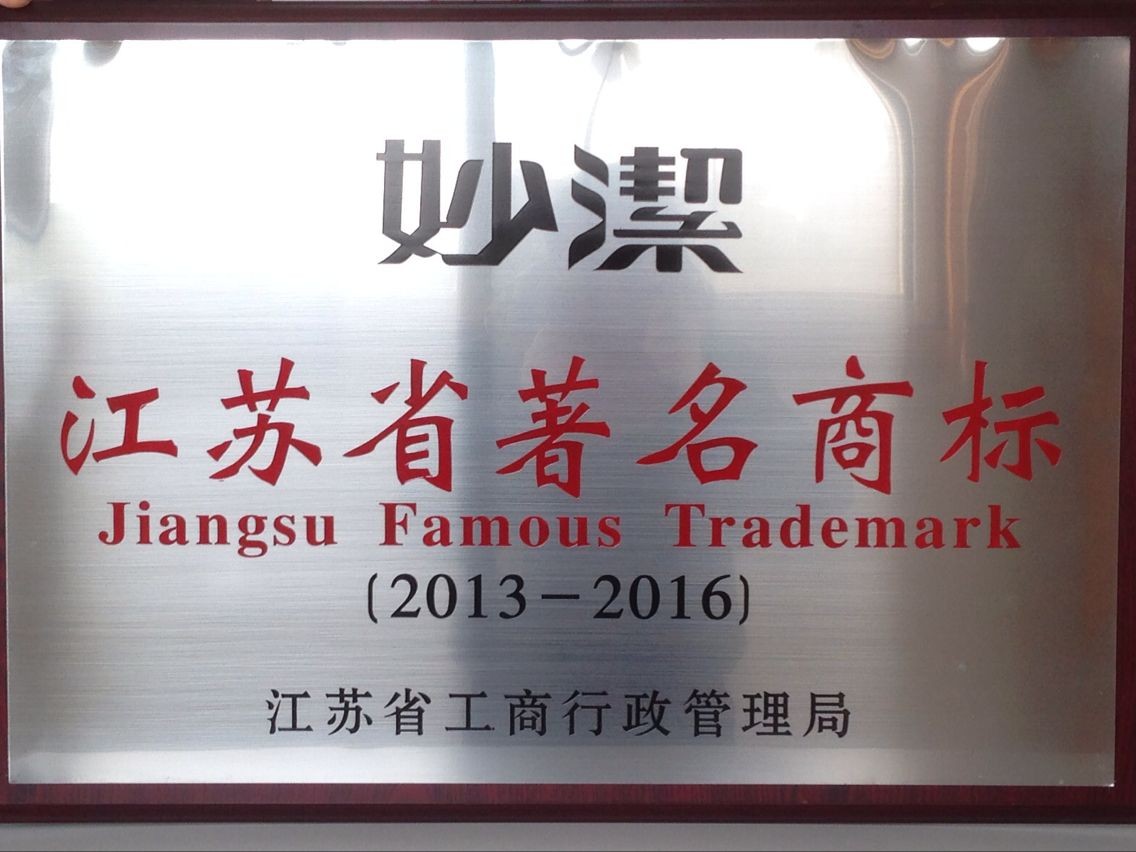 妙潔
江苏省著名商标
Jiangsu Famous Trademark
(2013－2016)
江苏省工商行政管理局